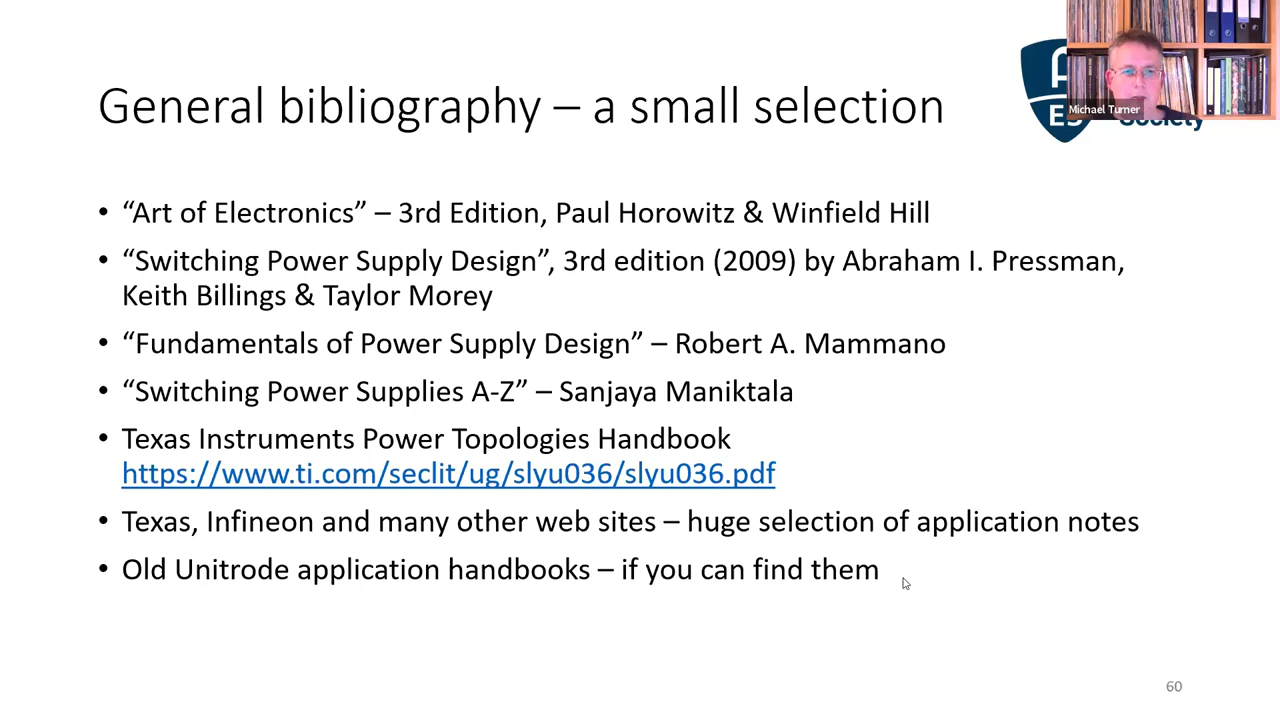 General bibliography – a small selection
Michael Turner
ES
Society
• “Art of Electronics” – 3rd Edition, Paul Horowitz & Winfield Hill
• “Switching Power Supply Design”, 3rd edition (2009) by Abraham I. Pressman,
Keith Billings & Taylor Morey
• “Fundamentals of Power Supply Design” – Robert A. Mammano
• “Switching Power Supplies A-Z” – Sanjaya Maniktala
• Texas Instruments Power Topologies Handbook
https://www.ti.com/seclit/ug/slyu036/slyu036.pdf
• Texas, Infineon and many other web sites – huge selection of application notes
• Old Unitrode application handbooks – if you can find them
60